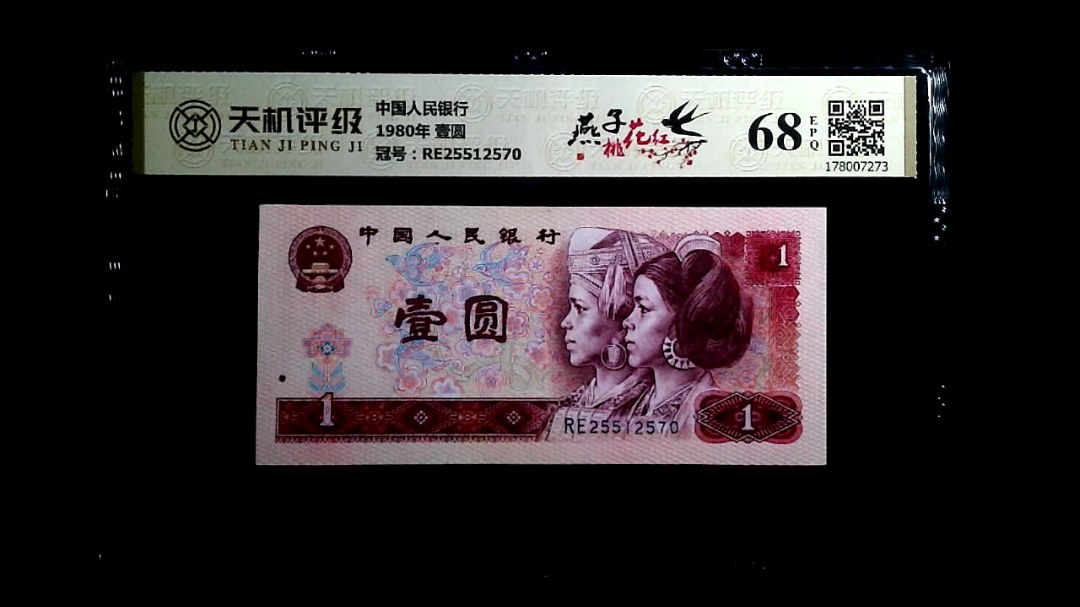 天机评级
TIAN JI PING JI
中国人民银行
1980年 壹圆
冠号：RE25512570
燕子
桃花红
68
EPQ
178007273
中国人民银行
1
壹圆
1
RE25512570
1